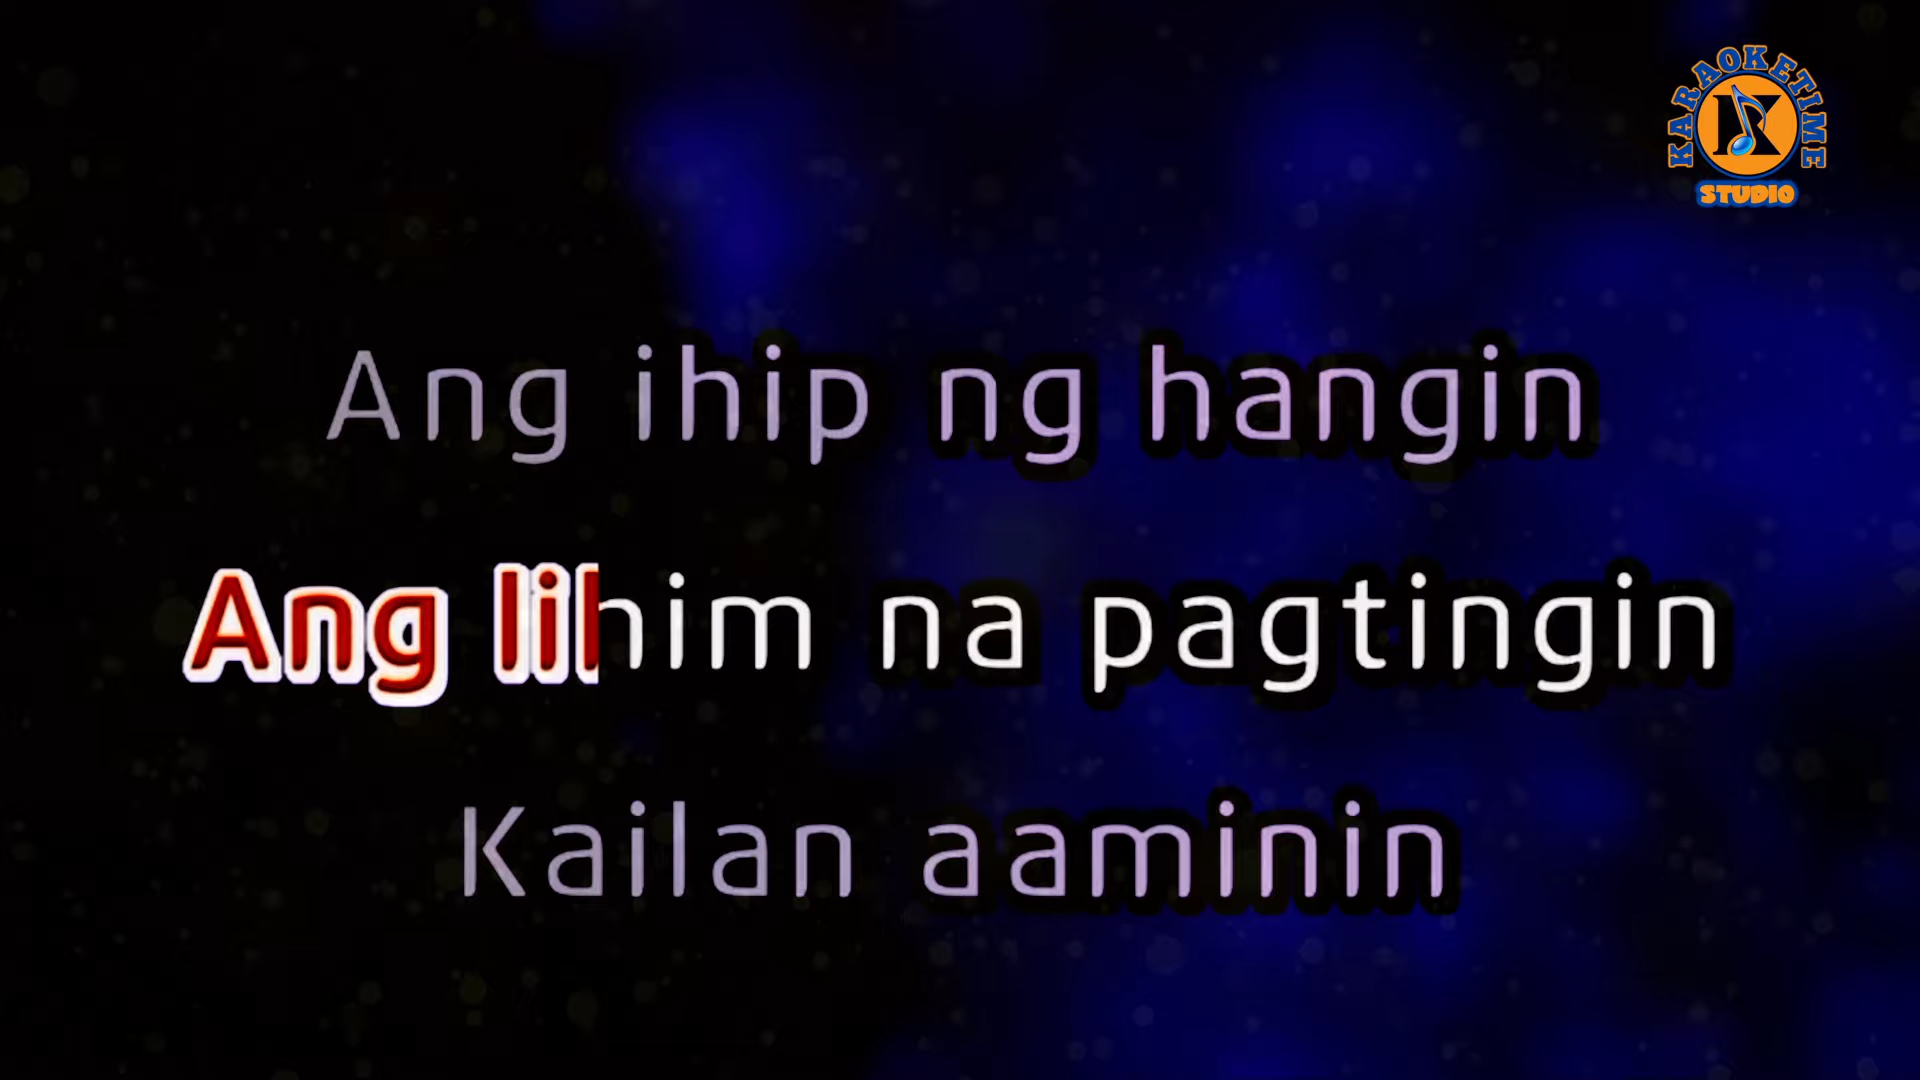 KARAOKETIME
K
STUDIO
Ang ihip ng hangin
Ang lihim na pagtingin
Kailan aaminin